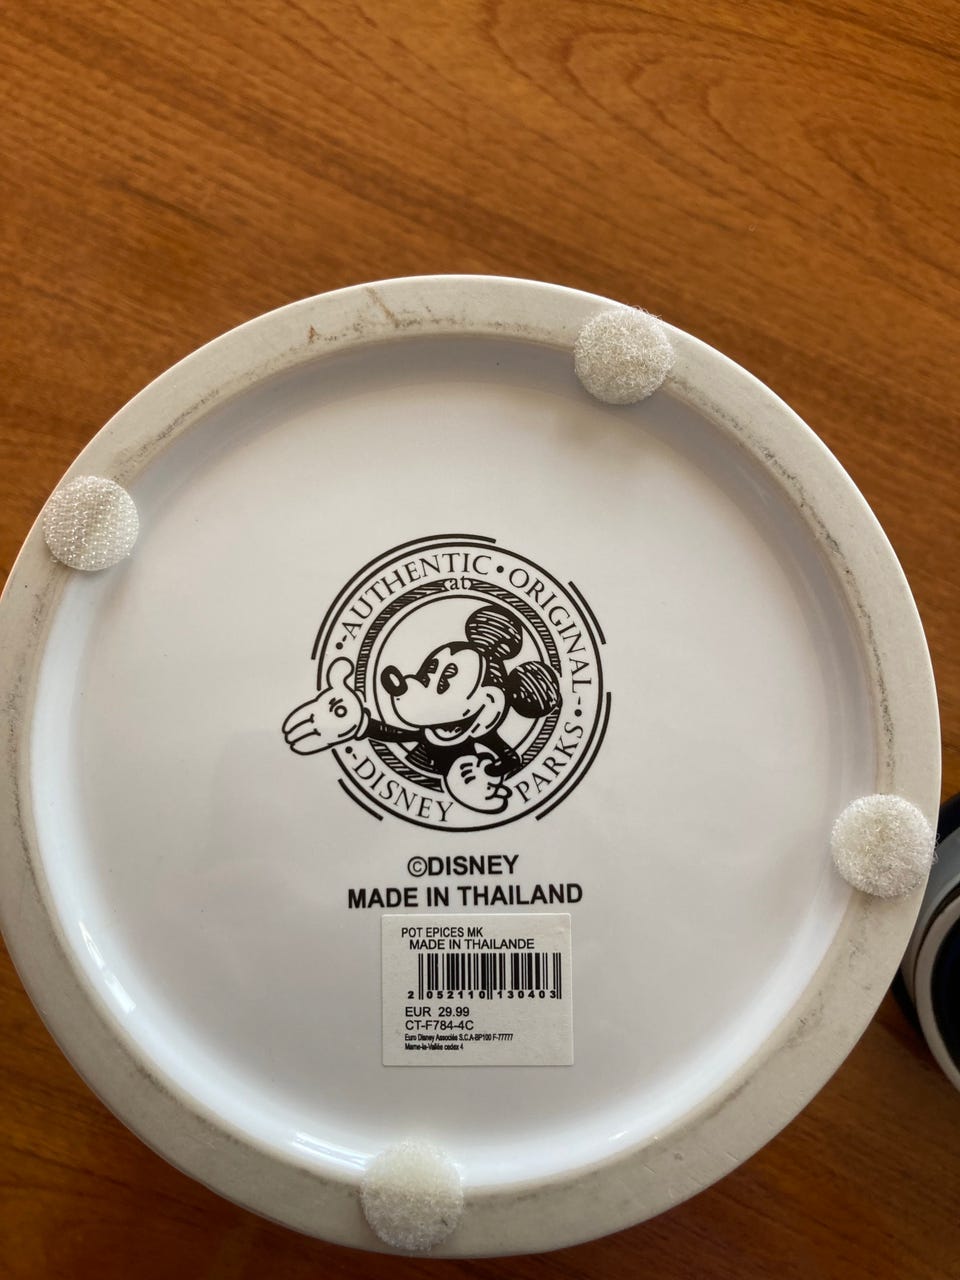 AUTHENTIC • ORIGINAL
at
DISNEY PARKS
©DISNEY
MADE IN THAILAND
POT EPICES MK
MADE IN THAILANDE
2 052110 130403
EUR 29.99
CT-F784-4C
Euro Disney Associés S.C.A-BP100 F-77777
Marne-la-Vallée cedex 4